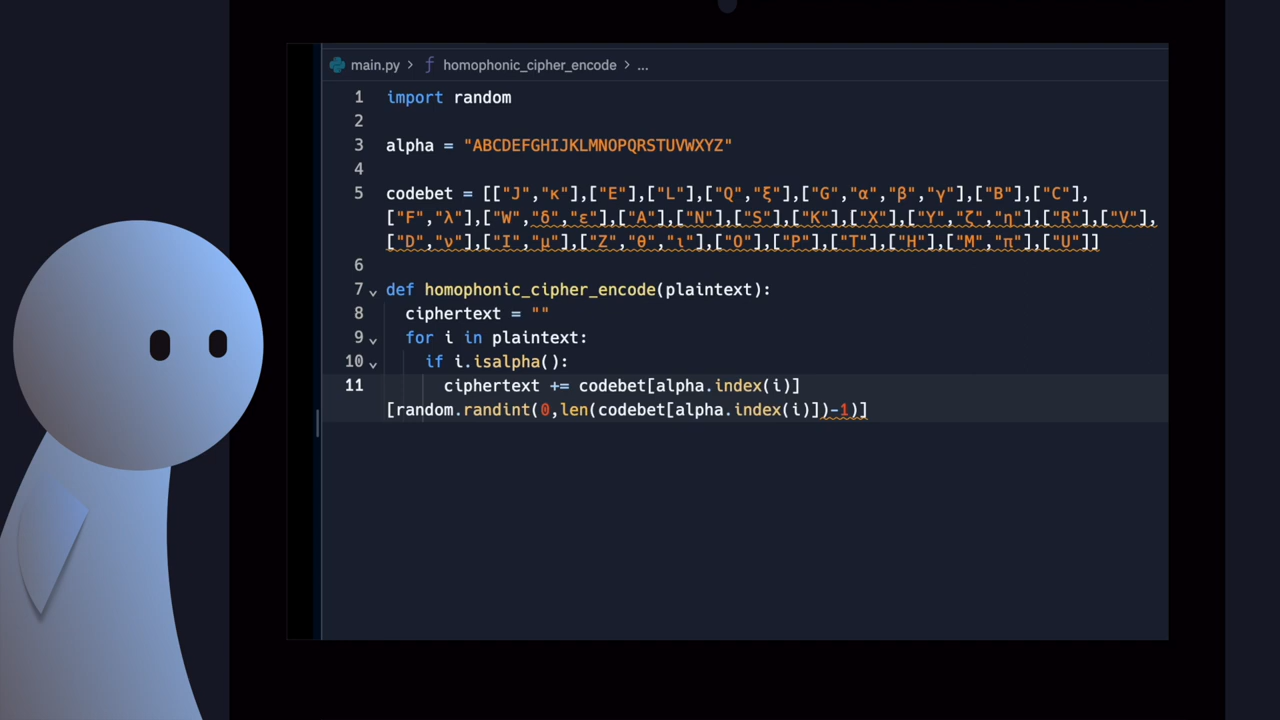 main.py > ƒ homophonic_cipher_encode > ...
1 import random
2
3 alpha = "ABCDEFGHIJKLMNOPQRSTUVWXYZ"
4
5 codebet = [["J","κ"],["E"],["L"],["Q","ξ"],["G","α","β","γ"],["B"],["C"],
["F","λ"],["W","δ","ε"],["A"],["N"],["S"],["K"],["X"],["Y","ζ","η"],["R"],["V"],
["D","ν"],["I","μ"],["Z","θ","ι"],["O"],["P"],["T"],["H"],["M","π"],["U"]]
6
7 def homophonic_cipher_encode(plaintext):
8 ciphertext = ""
9 for i in plaintext:
10 if i.isalpha():
11 ciphertext += codebet[alpha.index(i)]
[random.randint(0,len(codebet[alpha.index(i)])-1)]